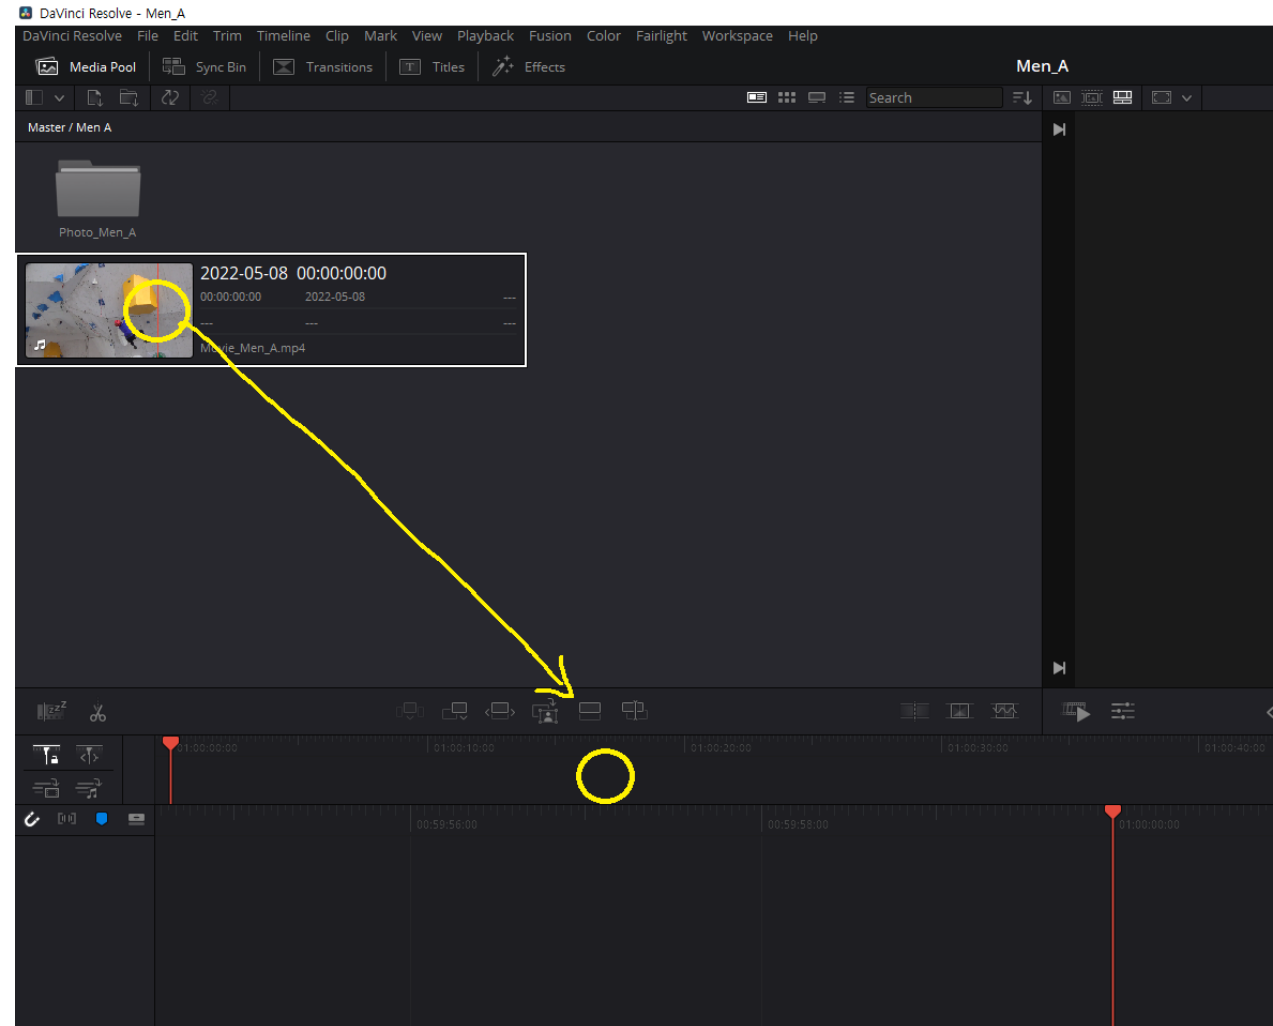 DaVinci Resolve - Men_A
DaVinci Resolve File Edit Trim Timeline Clip Mark View Playback Fusion Color Fairlight Workspace Help
Media Pool Sync Bin Transitions T Titles Effects Men_A
Search
Master / Men A
Photo_Men_A
2022-05-08 00:00:00:00
00:00:00:00 2022-05-08 ---
--- --- ---
Movie_Men_A.mp4
zzZ
01:00:00:00 01:00:10:00 01:00:20:00 01:00:30:00 01:00:40:00
00:59:56:00 00:59:58:00 01:00:00:00